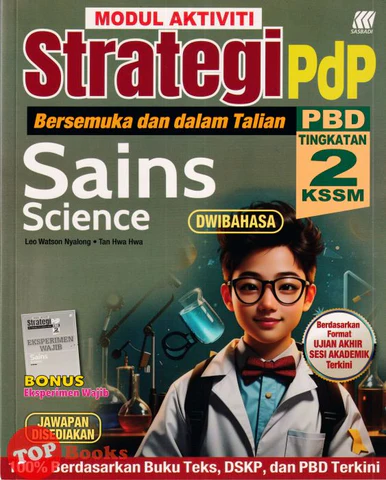 MODUL AKTIVITI
SASBADI
Strategi PdP
Bersemuka dan dalam Talian
PBD
TINGKATAN
2
KSSM
Sains
Science
DWIBAHASA
Leo Watson Nyalong • Tan Hwa Hwa
Strategi PdP
EKSPERIMEN
WAJIB
Sains
Berdasarkan
Format
UJIAN AKHIR
SESI AKADEMIK
Terkini
BONUS
Eksperimen Wajib
JAWAPAN
DISEDIAKAN
TOP Books
100% Berdasarkan Buku Teks, DSKP, dan PBD Terkini